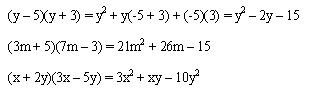 (y – 5)(y + 3) = y² + y(-5 + 3) + (-5)(3) = y² – 2y – 15
(3m + 5)(7m – 3) = 21m² + 26m – 15
(x + 2y)(3x – 5y) = 3x² + xy – 10y²